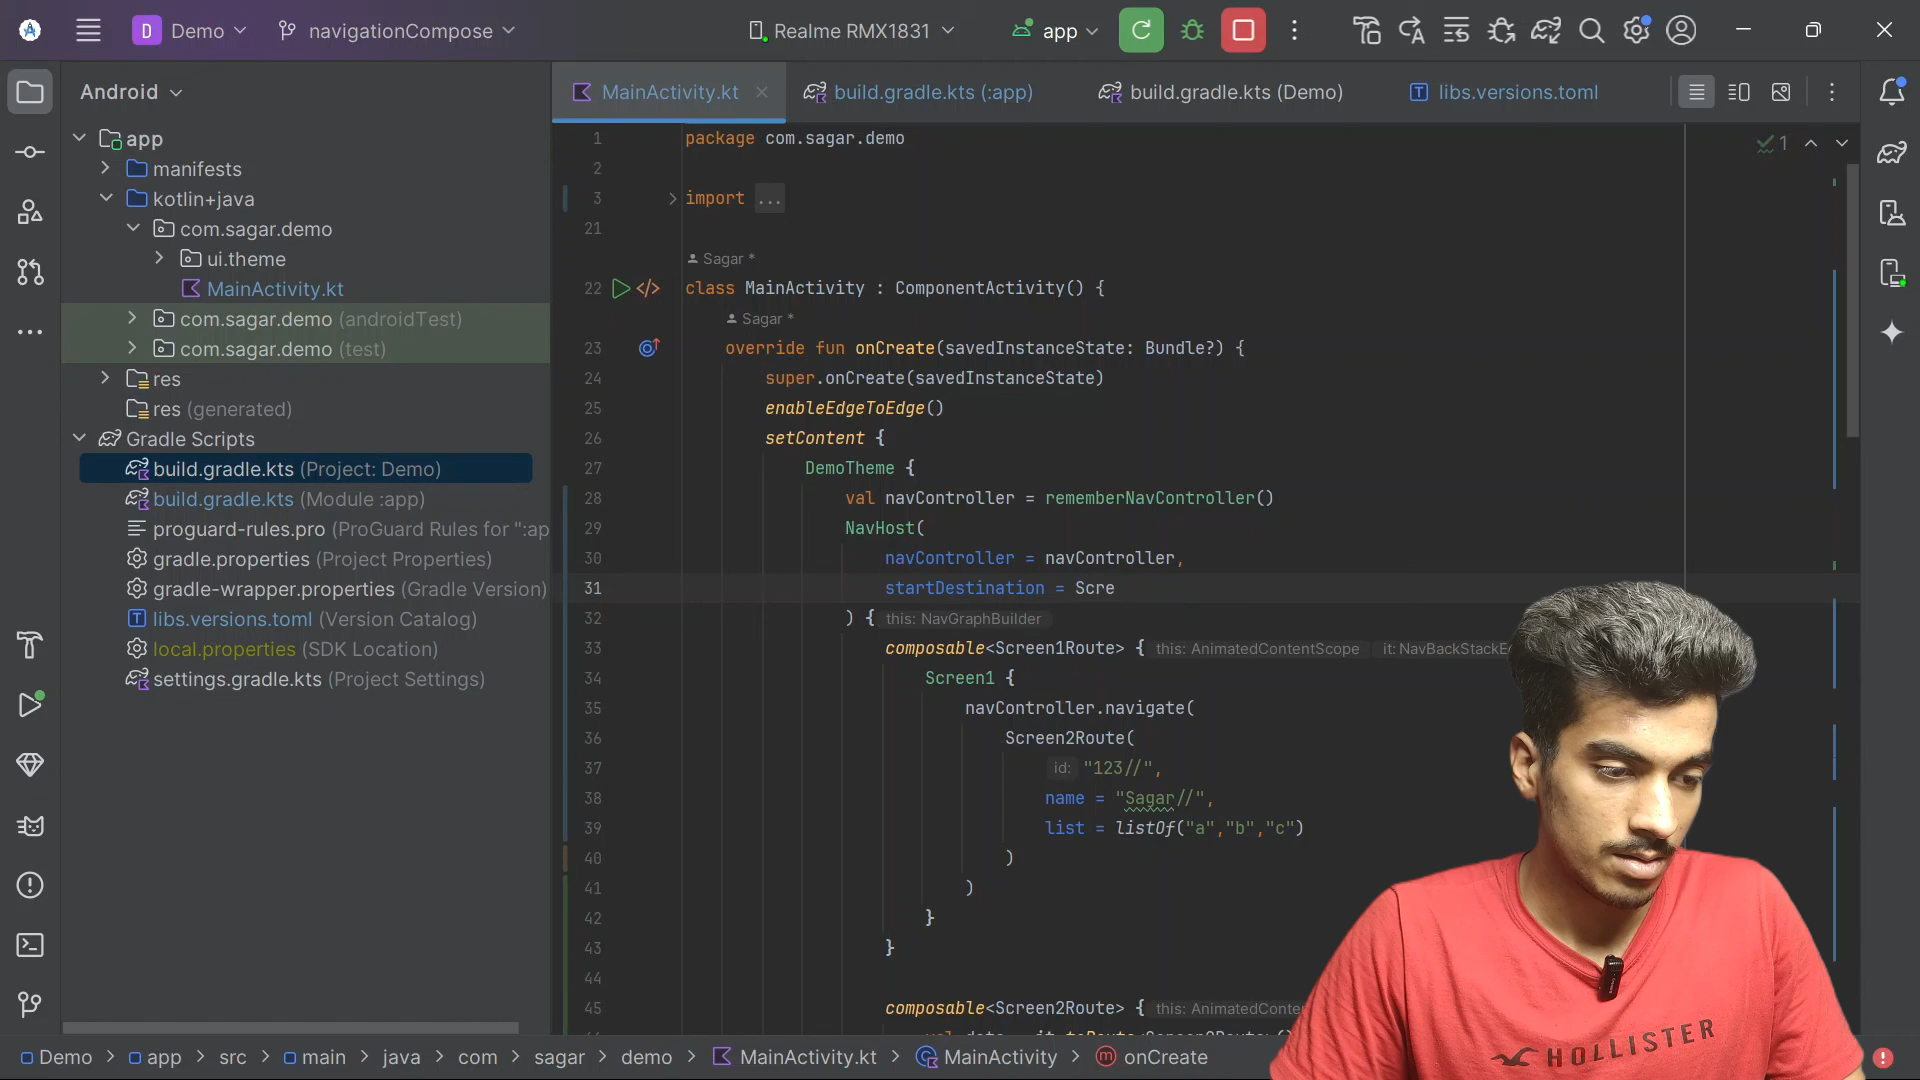 D Demo navigationCompose Realme RMX1831 app
Android
MainActivity.kt build.gradle.kts (:app) build.gradle.kts (Demo) libs.versions.toml
app
manifests
kotlin+java
com.sagar.demo
ui.theme
MainActivity.kt
com.sagar.demo (androidTest)
com.sagar.demo (test)
res
res (generated)
Gradle Scripts
build.gradle.kts (Project: Demo)
build.gradle.kts (Module :app)
proguard-rules.pro (ProGuard Rules for ":ap
gradle.properties (Project Properties)
gradle-wrapper.properties (Gradle Version)
libs.versions.toml (Version Catalog)
local.properties (SDK Location)
settings.gradle.kts (Project Settings)
1 package com.sagar.demo
1
2
3 import ...
21
Sagar *
22 class MainActivity : ComponentActivity() {
Sagar *
23 override fun onCreate(savedInstanceState: Bundle?) {
24 super.onCreate(savedInstanceState)
25 enableEdgeToEdge()
26 setContent {
27 DemoTheme {
28 val navController = rememberNavController()
29 NavHost(
30 navController = navController,
31 startDestination = Scre
32 ) { this: NavGraphBuilder
33 composable<Screen1Route> { this: AnimatedContentScope it: NavBackStackE
34 Screen1 {
35 navController.navigate(
36 Screen2Route(
37 id: "123//",
38 name = "Sagar//",
39 list = listOf("a","b","c")
40 )
41 )
42 }
43 }
44
45 composable<Screen2Route> { this: AnimatedConte
Demo > app > src > main > java > com > sagar > demo > MainActivity.kt > MainActivity > onCreate
HOLLISTER